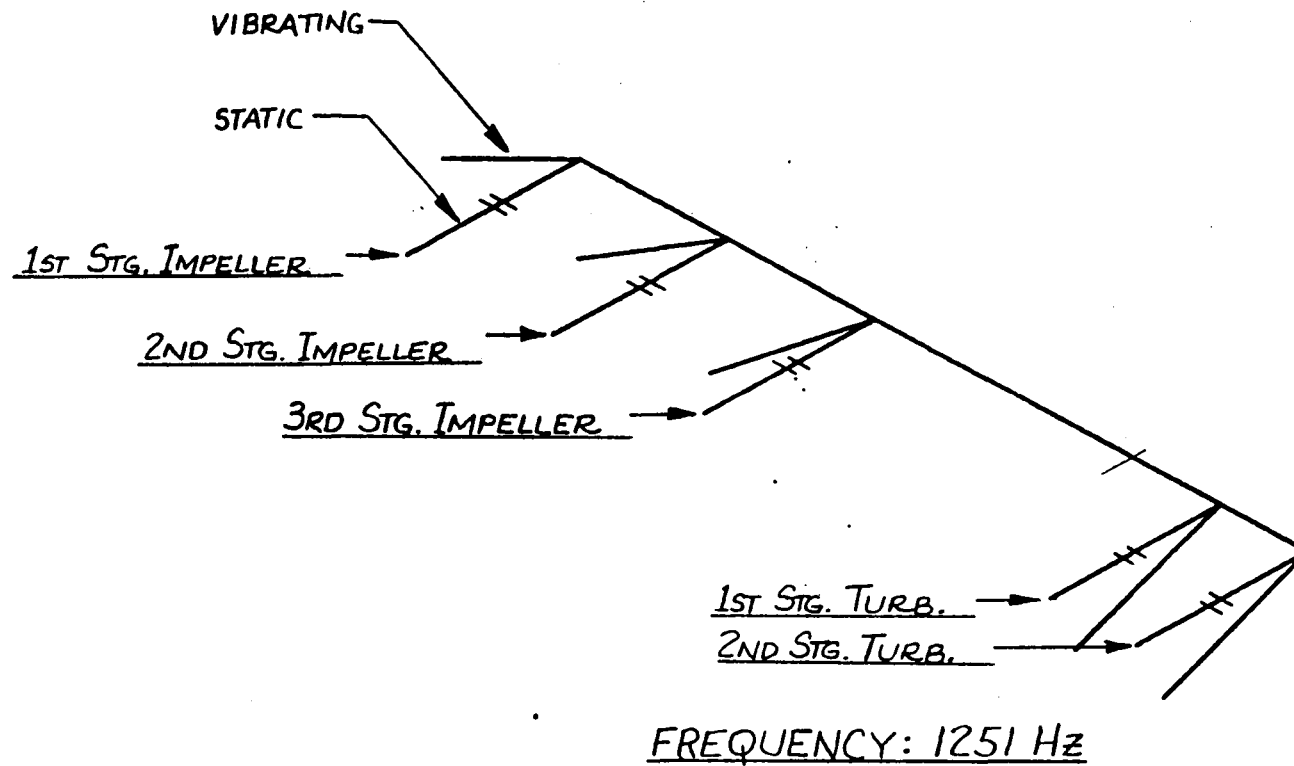 VIBRATING
STATIC
1ST STG. IMPELLER
2ND STG. IMPELLER
3RD STG. IMPELLER
1ST STG. TURB.
2ND STG. TURB.
FREQUENCY: 1251 HZ